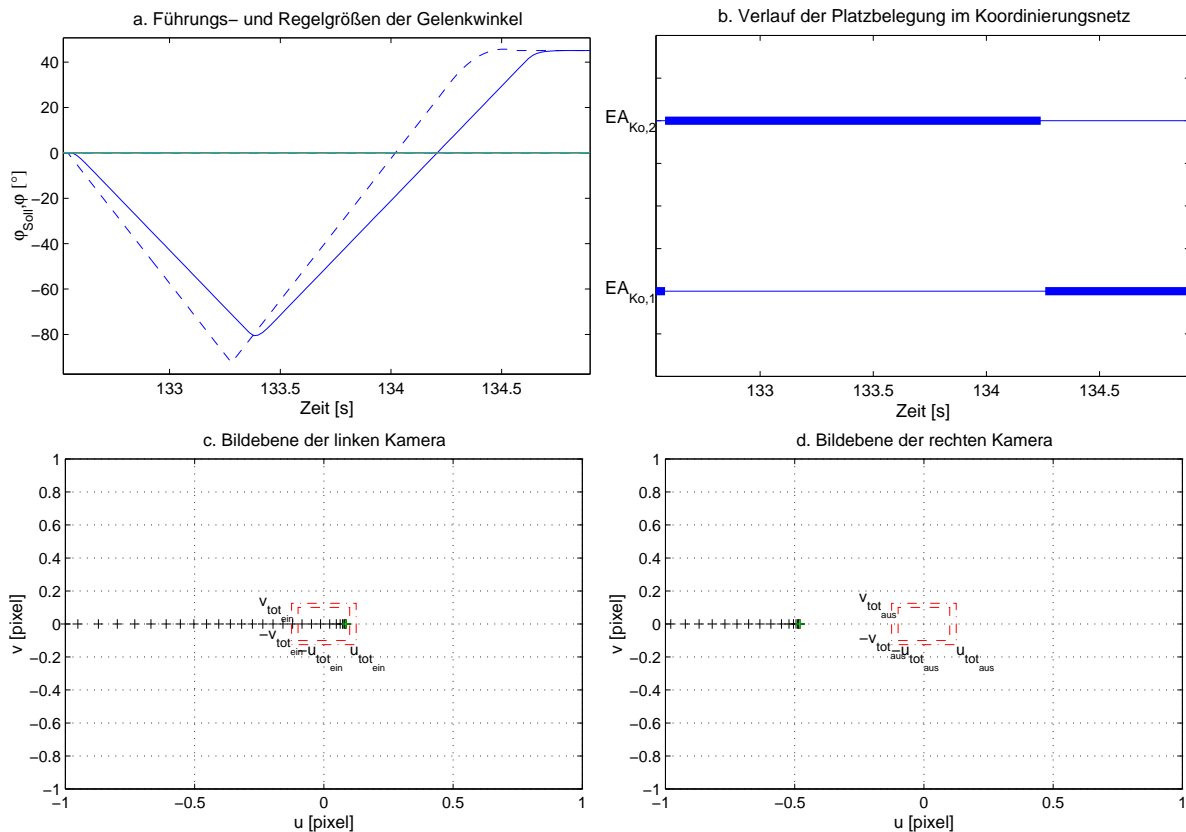 a. Führungs− und Regelgrößen der Gelenkwinkel
40
20
0
−20
−40
−60
−80
φSoll,φ [°]
133
133.5
134
134.5
Zeit [s]
b. Verlauf der Platzbelegung im Koordinierungsnetz
EAKo,2
EAKo,1
133
133.5
134
134.5
Zeit [s]
c. Bildebene der linken Kamera
1
0.8
0.6
0.4
0.2
0
−0.2
−0.4
−0.6
−0.8
−1
v [pixel]
vtotein
−vtotein
−utotein
utotein
−1
−0.5
0
0.5
1
u [pixel]
d. Bildebene der rechten Kamera
1
0.8
0.6
0.4
0.2
0
−0.2
−0.4
−0.6
−0.8
−1
v [pixel]
vtotaus
−vtotaus
−utotaus
utotaus
−1
−0.5
0
0.5
1
u [pixel]